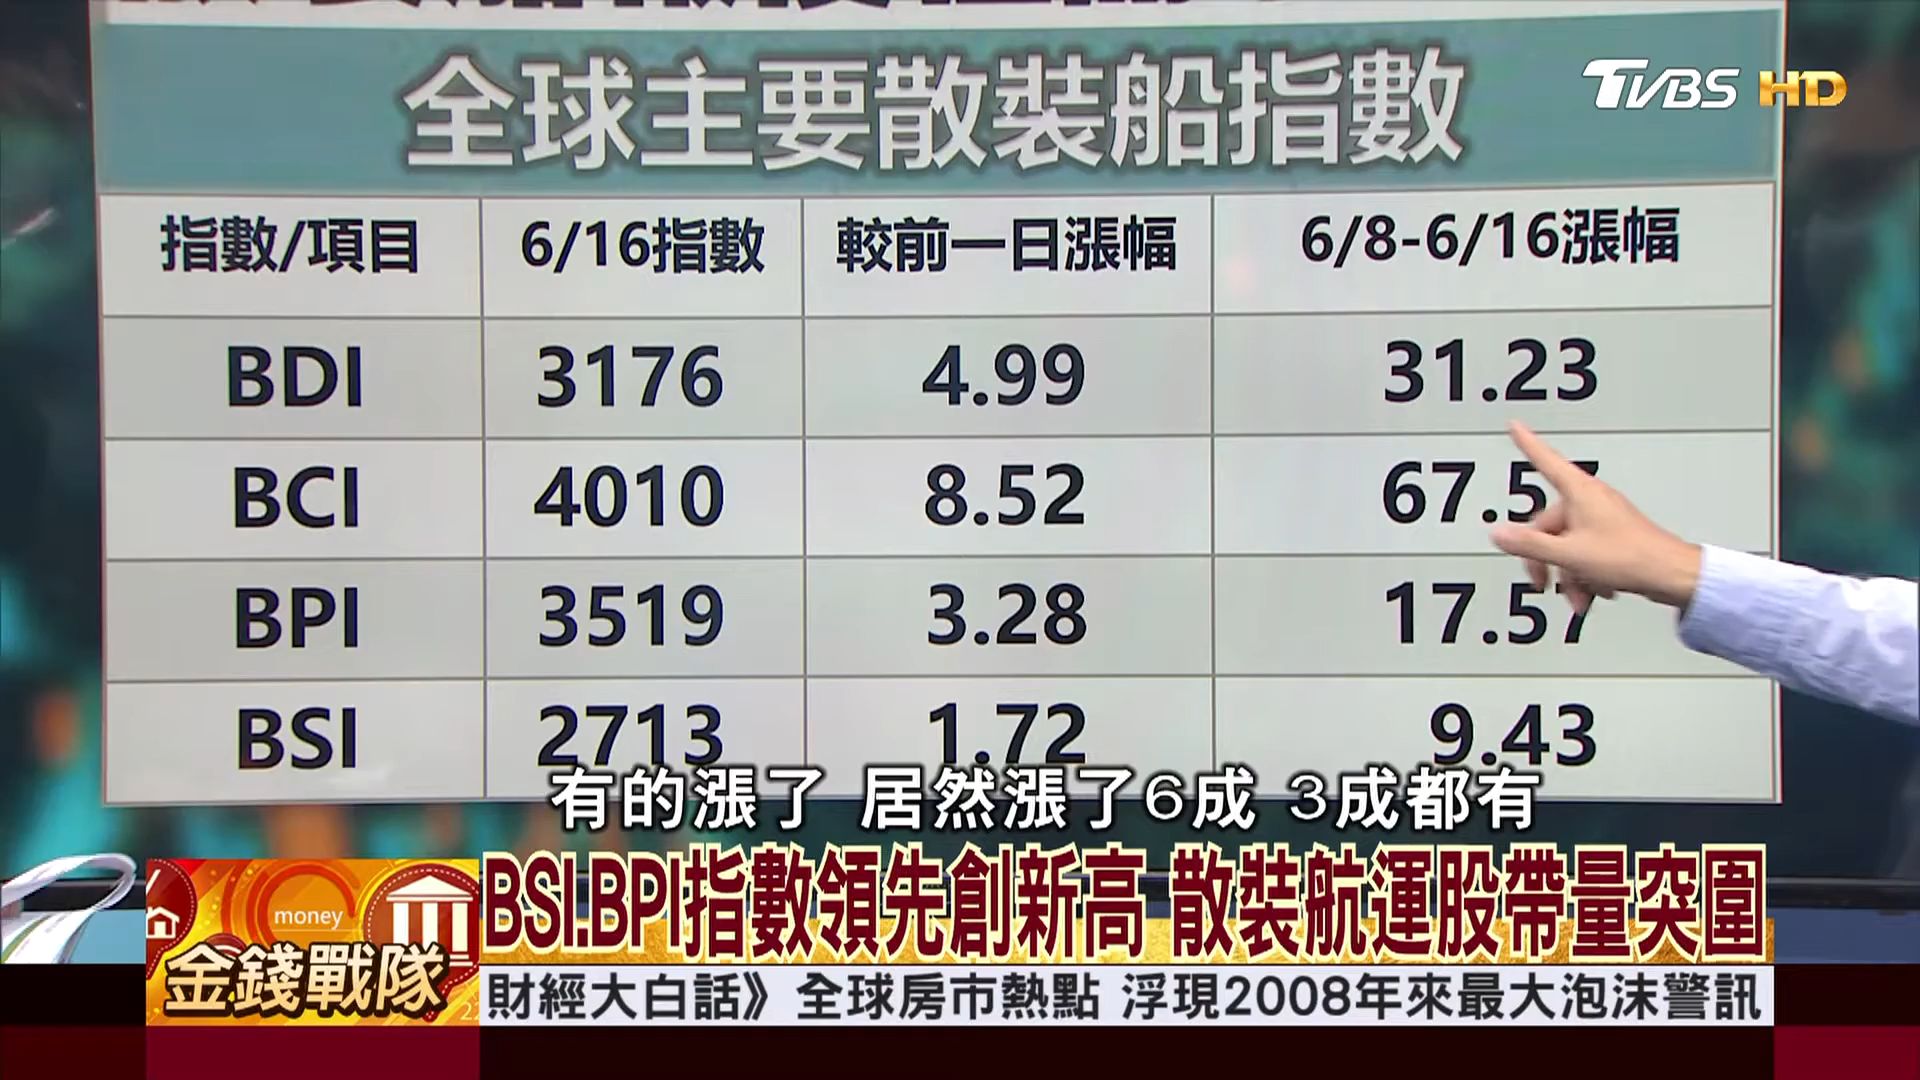 TVBS HD
全球主要散裝船指數
指數/項目 6/16指數 較前一日漲幅 6/8-6/16漲幅
BDI 3176 4.99 31.23
BCI 4010 8.52 67.5
BPI 3519 3.28 17.57
BSI 2713 1.72 9.43
有的漲了 居然漲了6成 3成都有
BSI.BPI指數領先創新高 散裝航運股帶量突圍
money
金錢戰隊
財經大白話》全球房市熱點 浮現2008年來最大泡沫警訊